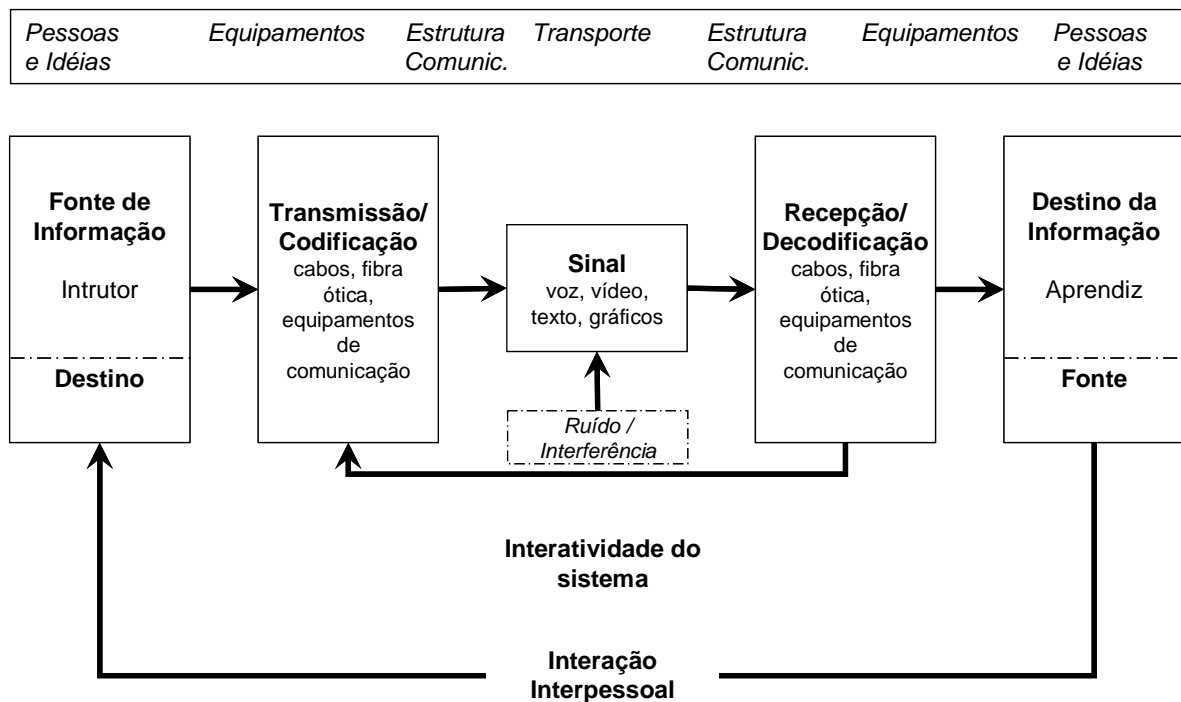 Pessoas e Idéias
Equipamentos
Estrutura Comunic.
Transporte
Estrutura Comunic.
Equipamentos
Pessoas e Idéias
Fonte de
Informação
Intrutor
Destino
Transmissão/
Codificação
cabos, fibra
ótica,
equipamentos
de
comunicação
Sinal
voz, vídeo,
texto, gráficos
Ruído /
Interferência
Recepção/
Decodificação
cabos, fibra
ótica,
equipamentos
de
comunicação
Destino da
Informação
Aprendiz
Fonte
Interatividade do
sistema
Interação
Interpessoal